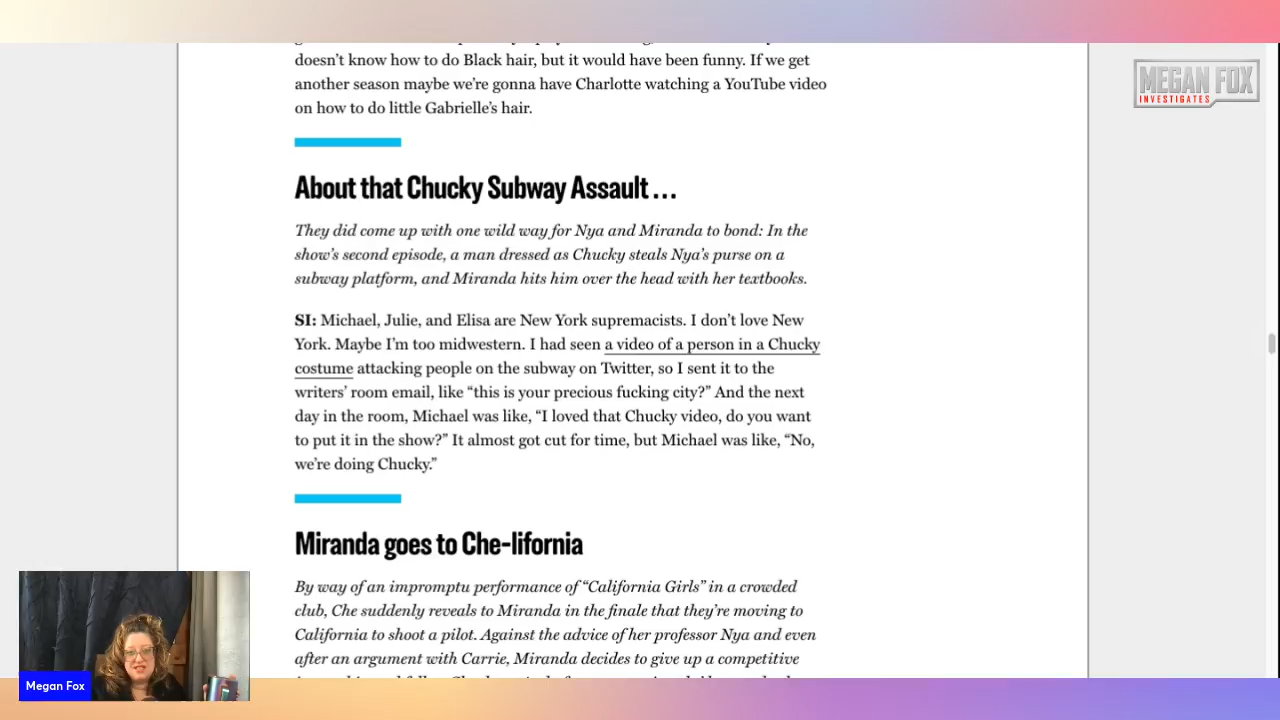 doesn't know how to do Black hair, but it would have been funny. If we get
another season maybe we're gonna have Charlotte watching a YouTube video
on how to do little Gabrielle's hair.
MEGAN FOX
INVESTIGATES
About that Chucky Subway Assault ...
They did come up with one wild way for Nya and Miranda to bond: In the
show's second episode, a man dressed as Chucky steals Nya's purse on a
subway platform, and Miranda hits him over the head with her textbooks.
SI: Michael, Julie, and Elisa are New York supremacists. I don't love New
York. Maybe I'm too midwestern. I had seen a video of a person in a Chucky
costume attacking people on the subway on Twitter, so I sent it to the
writers' room email, like “this is your precious fucking city?” And the next
day in the room, Michael was like, “I loved that Chucky video, do you want
to put it in the show?” It almost got cut for time, but Michael was like, “No,
we're doing Chucky.”
Miranda goes to Che-lifornia
By way of an impromptu performance of “California Girls” in a crowded
club, Che suddenly reveals to Miranda in the finale that they're moving to
California to shoot a pilot. Against the advice of her professor Nya and even
after an argument with Carrie, Miranda decides to give up a competitive
Megan Fox